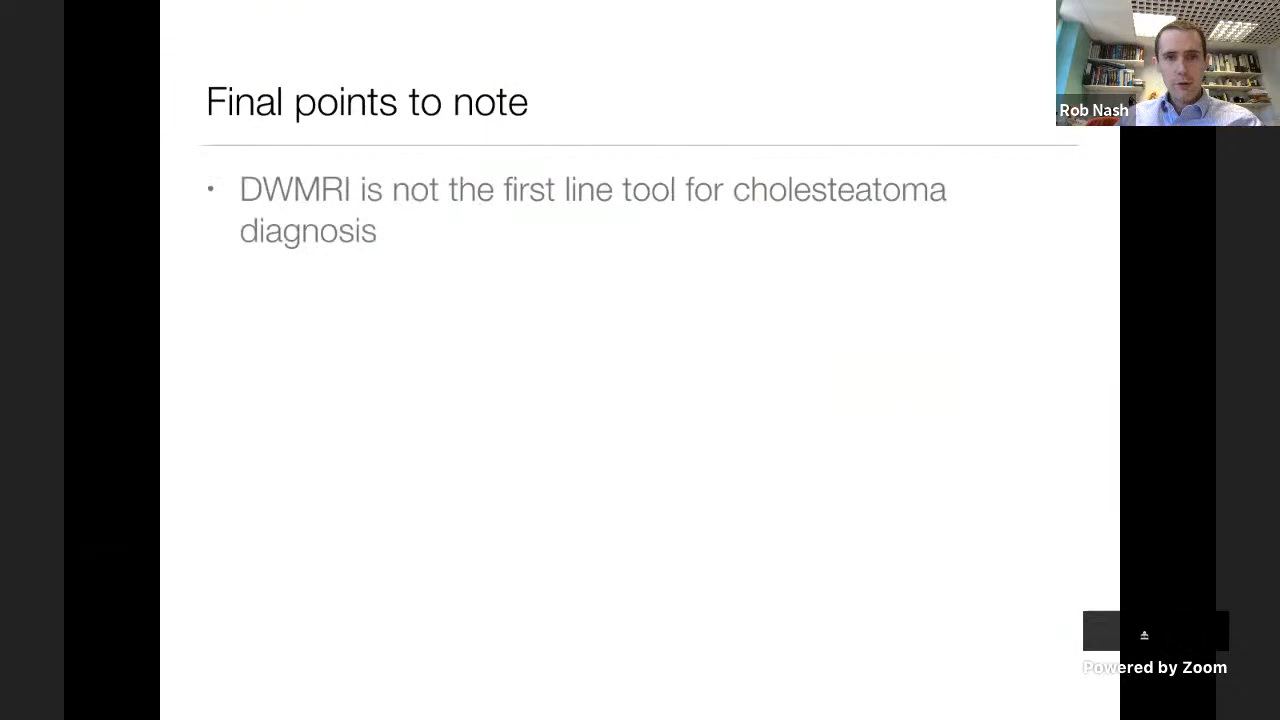 Final points to note
Rob Nash
• DWMRI is not the first line tool for cholesteatoma
diagnosis
Powered by Zoom